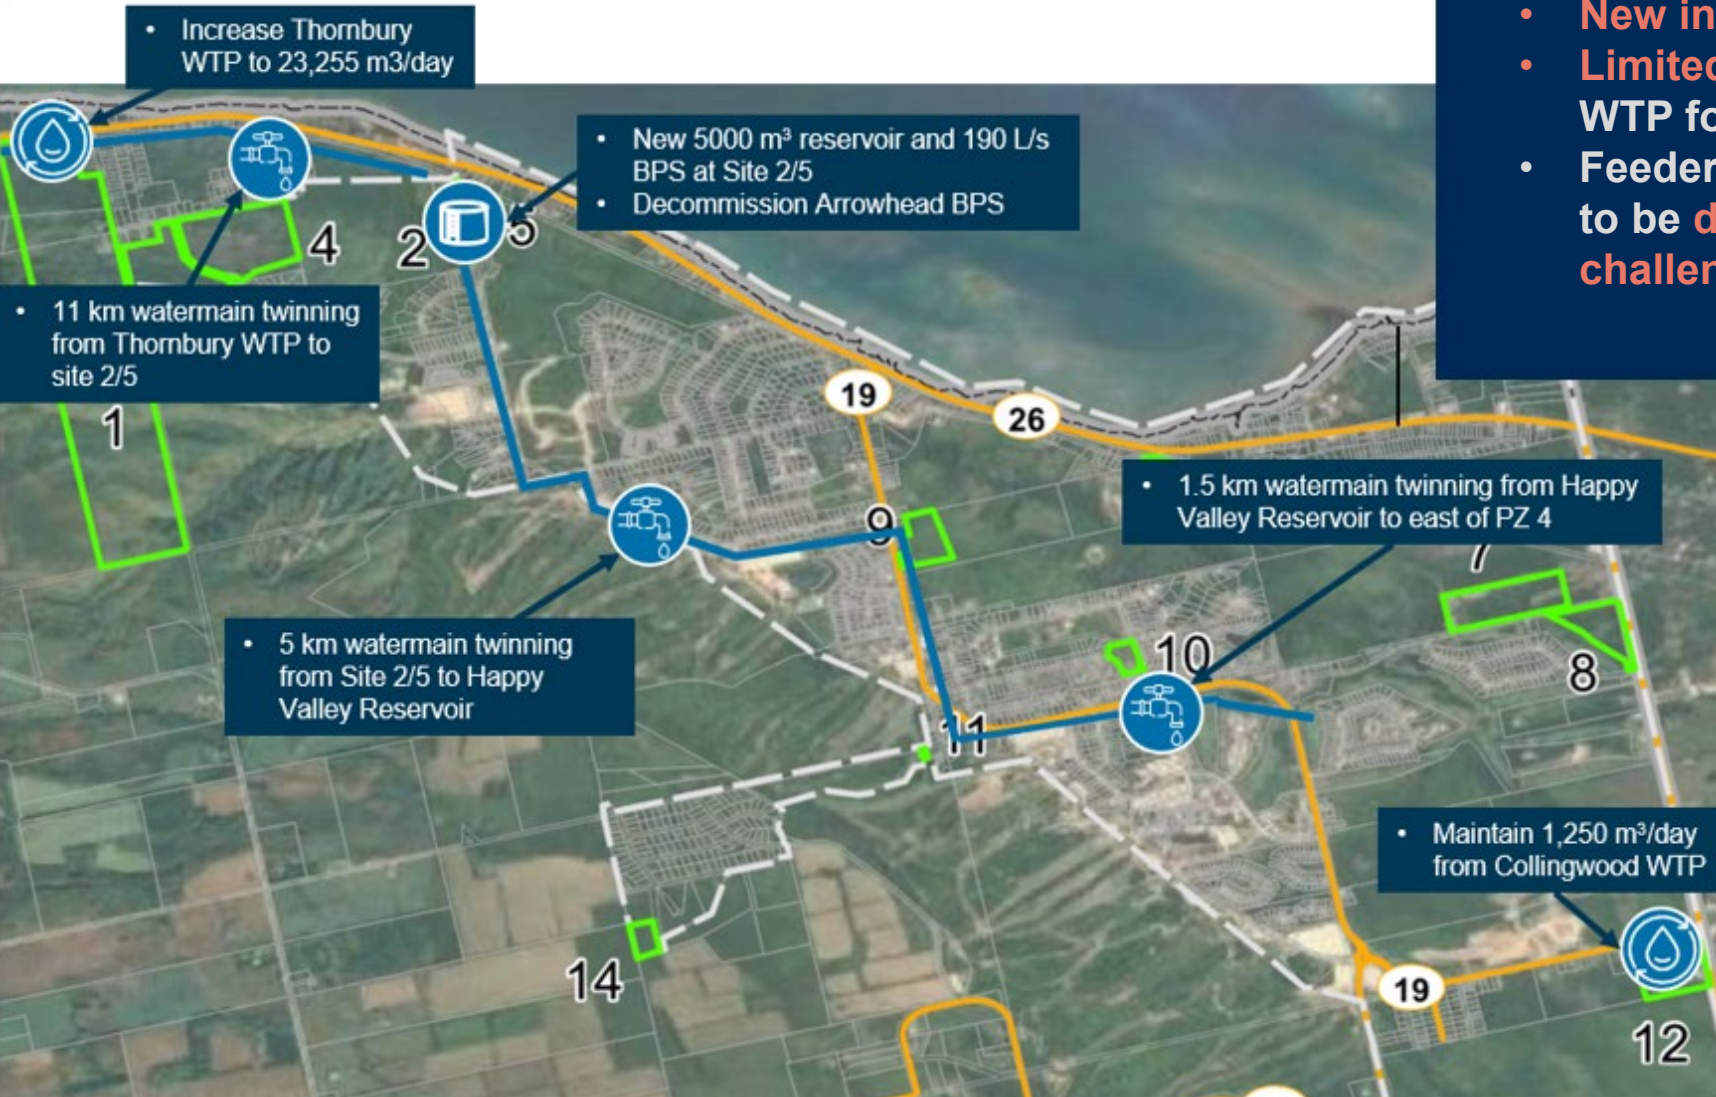 • Increase Thornbury
WTP to 23,255 m3/day
• New in
• Limited
WTP fo
• Feeder
to be d
challen
• New 5000 m³ reservoir and 190 L/s
BPS at Site 2/5
• Decommission Arrowhead BPS
4
2
5
• 11 km watermain twinning
from Thornbury WTP to
site 2/5
1
19
26
• 1.5 km watermain twinning from Happy
Valley Reservoir to east of PZ 4
9
7
• 5 km watermain twinning
from Site 2/5 to Happy
Valley Reservoir
10
8
11
• Maintain 1,250 m³/day
from Collingwood WTP
14
19
12